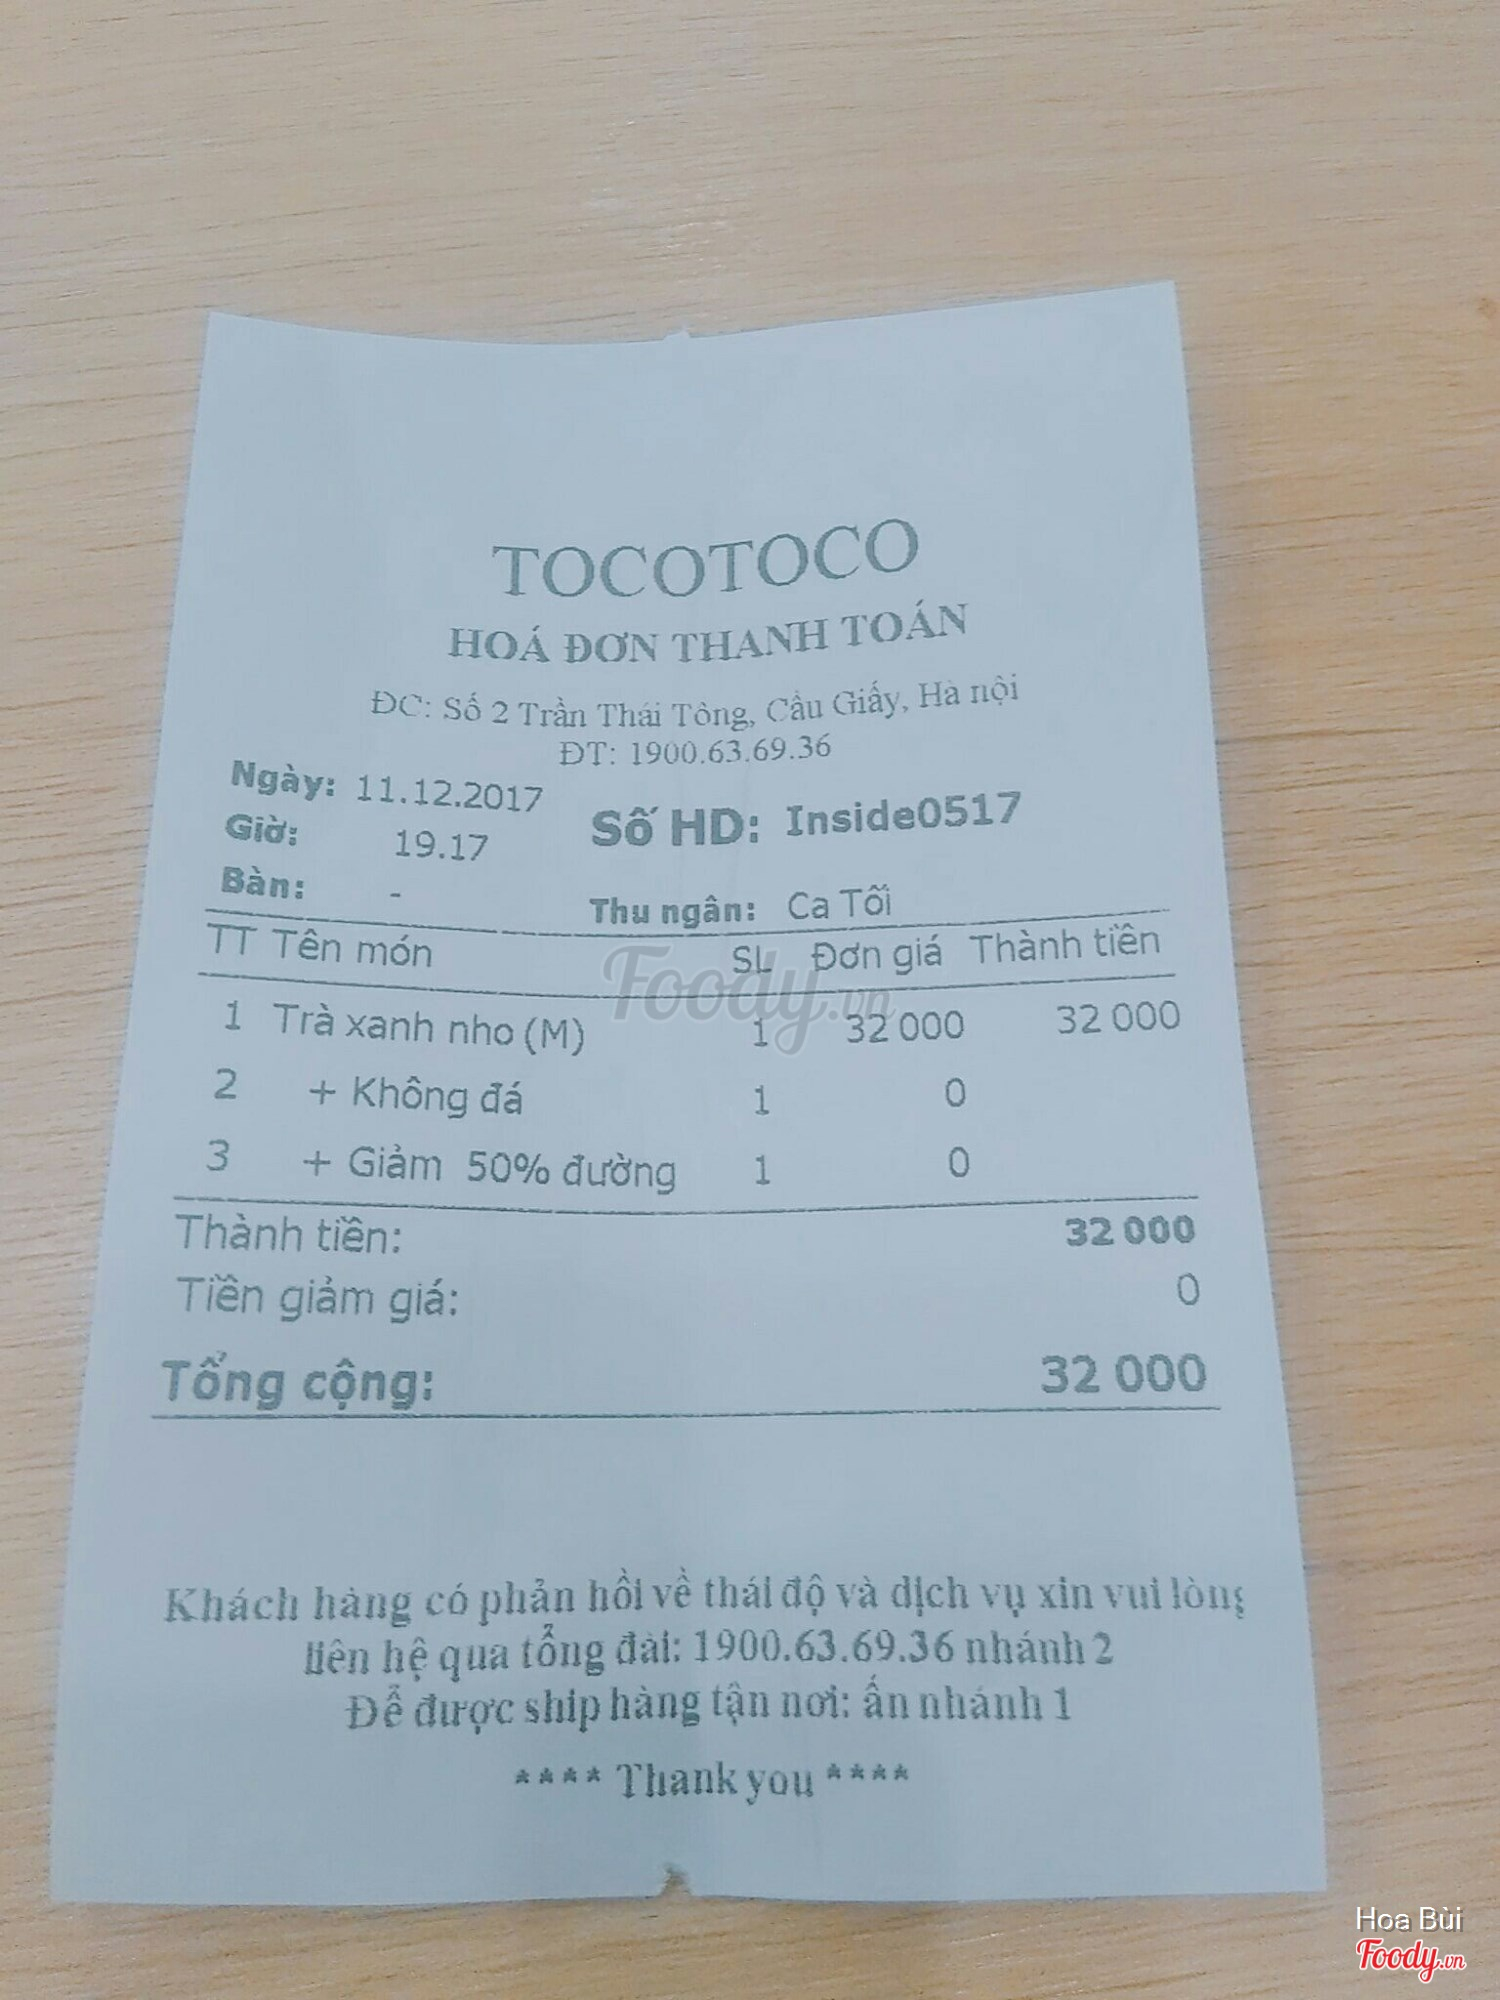 TOCOTOCO
HOÁ ĐƠN THANH TOÁN
ĐC: Số 2 Trần Thái Tông, Cầu Giấy, Hà nội
ĐT: 1900.63.69.36
Ngày: 11.12.2017
Giờ: 19.17 Số HD: Inside0517
Bàn: - Thu ngân: Ca Tối
TT Tên món SL Đơn giá Thành tiền
1 Trà xanh nho (M) 1 32 000 32 000
2 + Không đá 1 0
3 + Giảm 50% đường 1 0
Thành tiền: 32 000
Tiền giảm giá: 0
Tổng cộng: 32 000
Khách hàng có phản hồi về thái độ và dịch vụ xin vui lòng
liên hệ qua tổng đài: 1900.63.69.36 nhánh 2
Để được ship hàng tận nơi: ấn nhánh 1
**** Thank you ****
Foody.vn
Hoa Bùi
Foody.vn